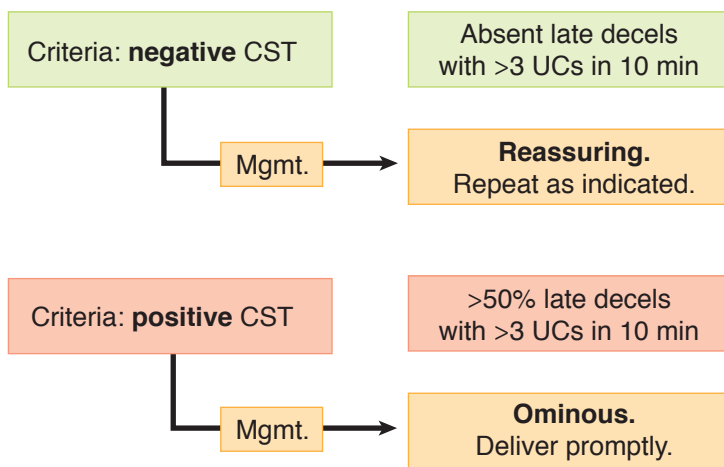 Criteria: negative CST
Absent late decels
with >3 UCs in 10 min
Mgmt.
Reassuring.
Repeat as indicated.
Criteria: positive CST
>50% late decels
with >3 UCs in 10 min
Mgmt.
Ominous.
Deliver promptly.